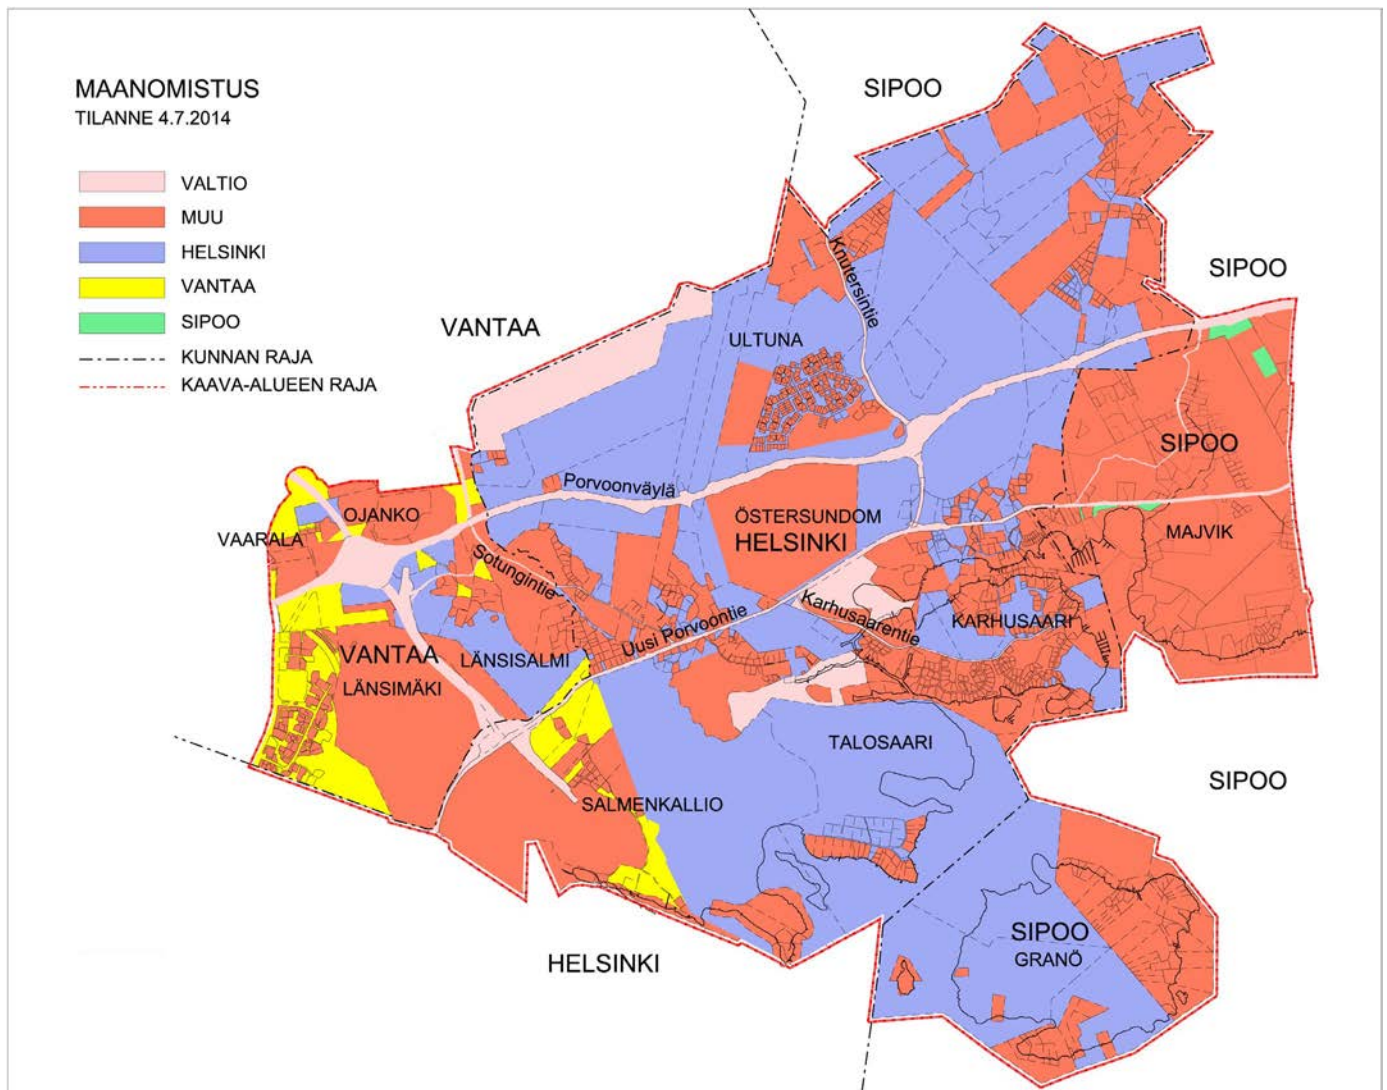 MAANOMISTUS
TILANNE 4.7.2014
VALTIO
MUU
HELSINKI
VANTAA
SIPOO
KUNNAN RAJA
KAAVA-ALUEEN RAJA
SIPOO
SIPOO
VANTAA
Knutersintie
ULTUNA
SIPOO
Porvoonväylä
OJANKO
ÖSTERSUNDOM
HELSINKI
MAJVIK
VAARALA
Sotungintie
Karhusaarentie
KARHUSAARI
Uusi Porvoontie
VANTAA
LÄNSIMÄKI
LÄNSISALMI
TALOSAARI
SIPOO
SALMENKALLIO
SIPOO
GRANÖ
HELSINKI